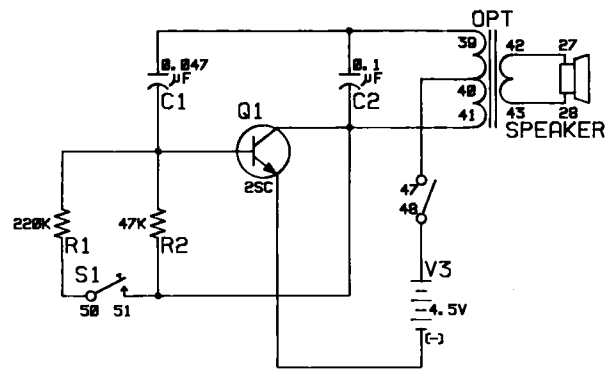 OPT
39
42
27
0.047
µF
C1
0.1
µF
C2
40
41
43
28
SPEAKER
Q1
2SC
47
48
220K
R1
47K
R2
S1
50
51
V3
4.5V
(-)